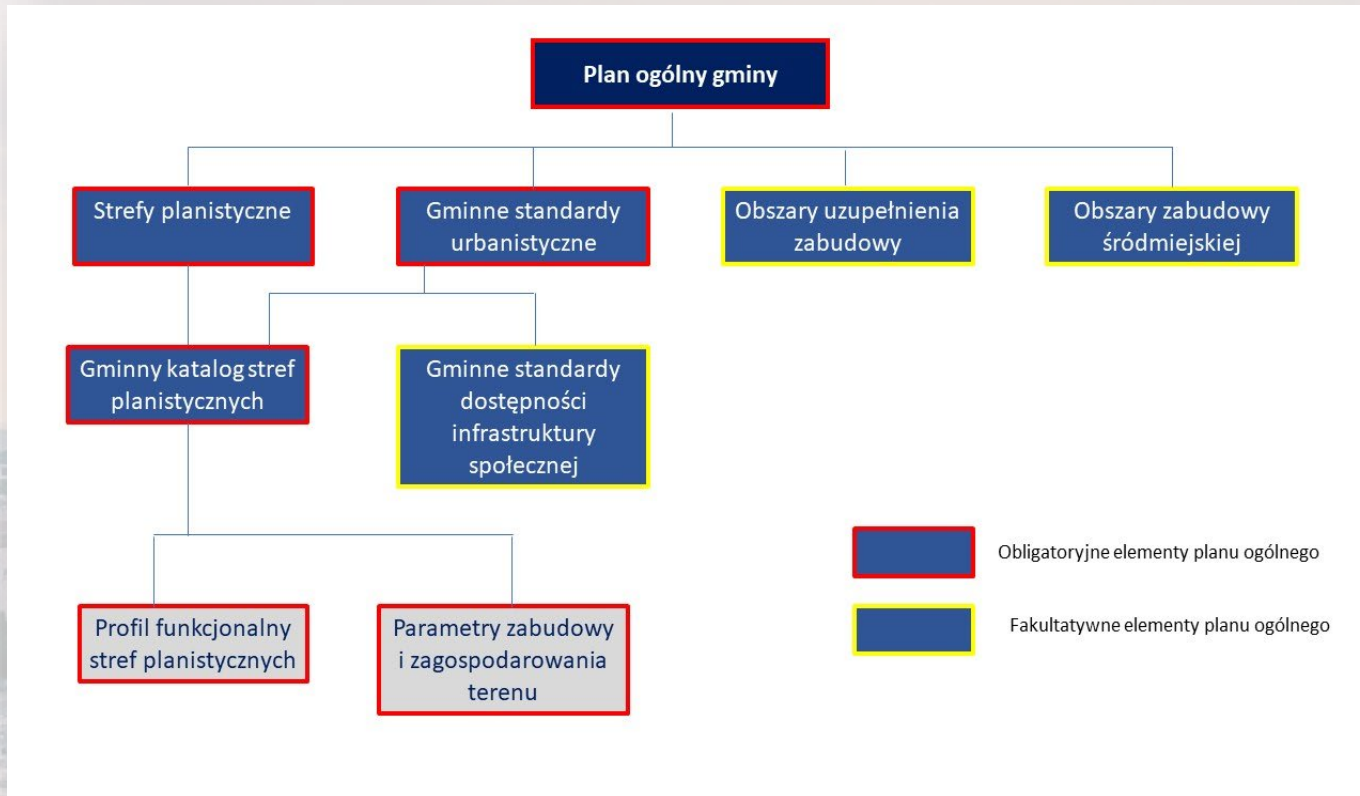 Plan ogólny gminy
Strefy planistyczne
Gminne standardy
urbanistyczne
Obszary uzupełnienia
zabudowy
Obszary zabudowy
śródmiejskiej
Gminny katalog stref
planistycznych
Gminne standardy
dostępności
infrastruktury
społecznej
Obligatoryjne elementy planu ogólnego
Fakultatywne elementy planu ogólnego
Profil funkcjonalny
stref planistycznych
Parametry zabudowy
i zagospodarowania
terenu